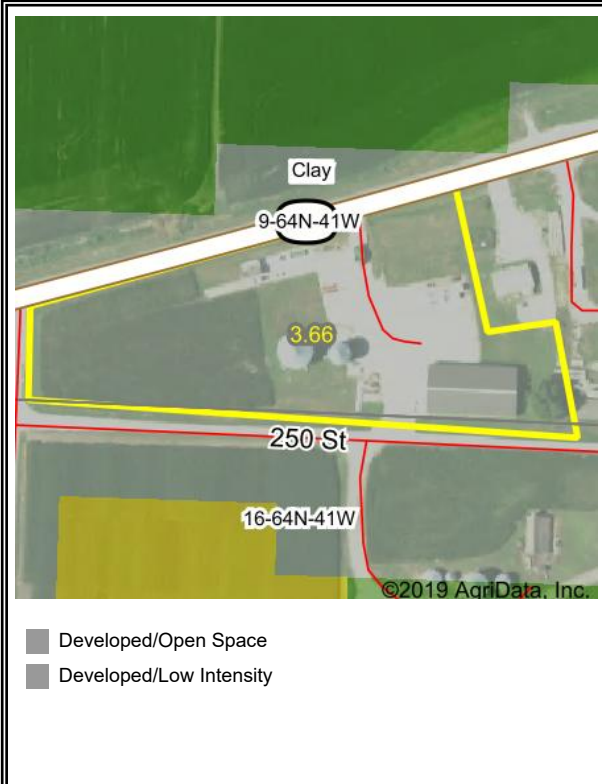 Clay
9-64N-41W
3.66
250 St
16-64N-41W
©2019 AgriData, Inc.
Developed/Open Space
Developed/Low Intensity